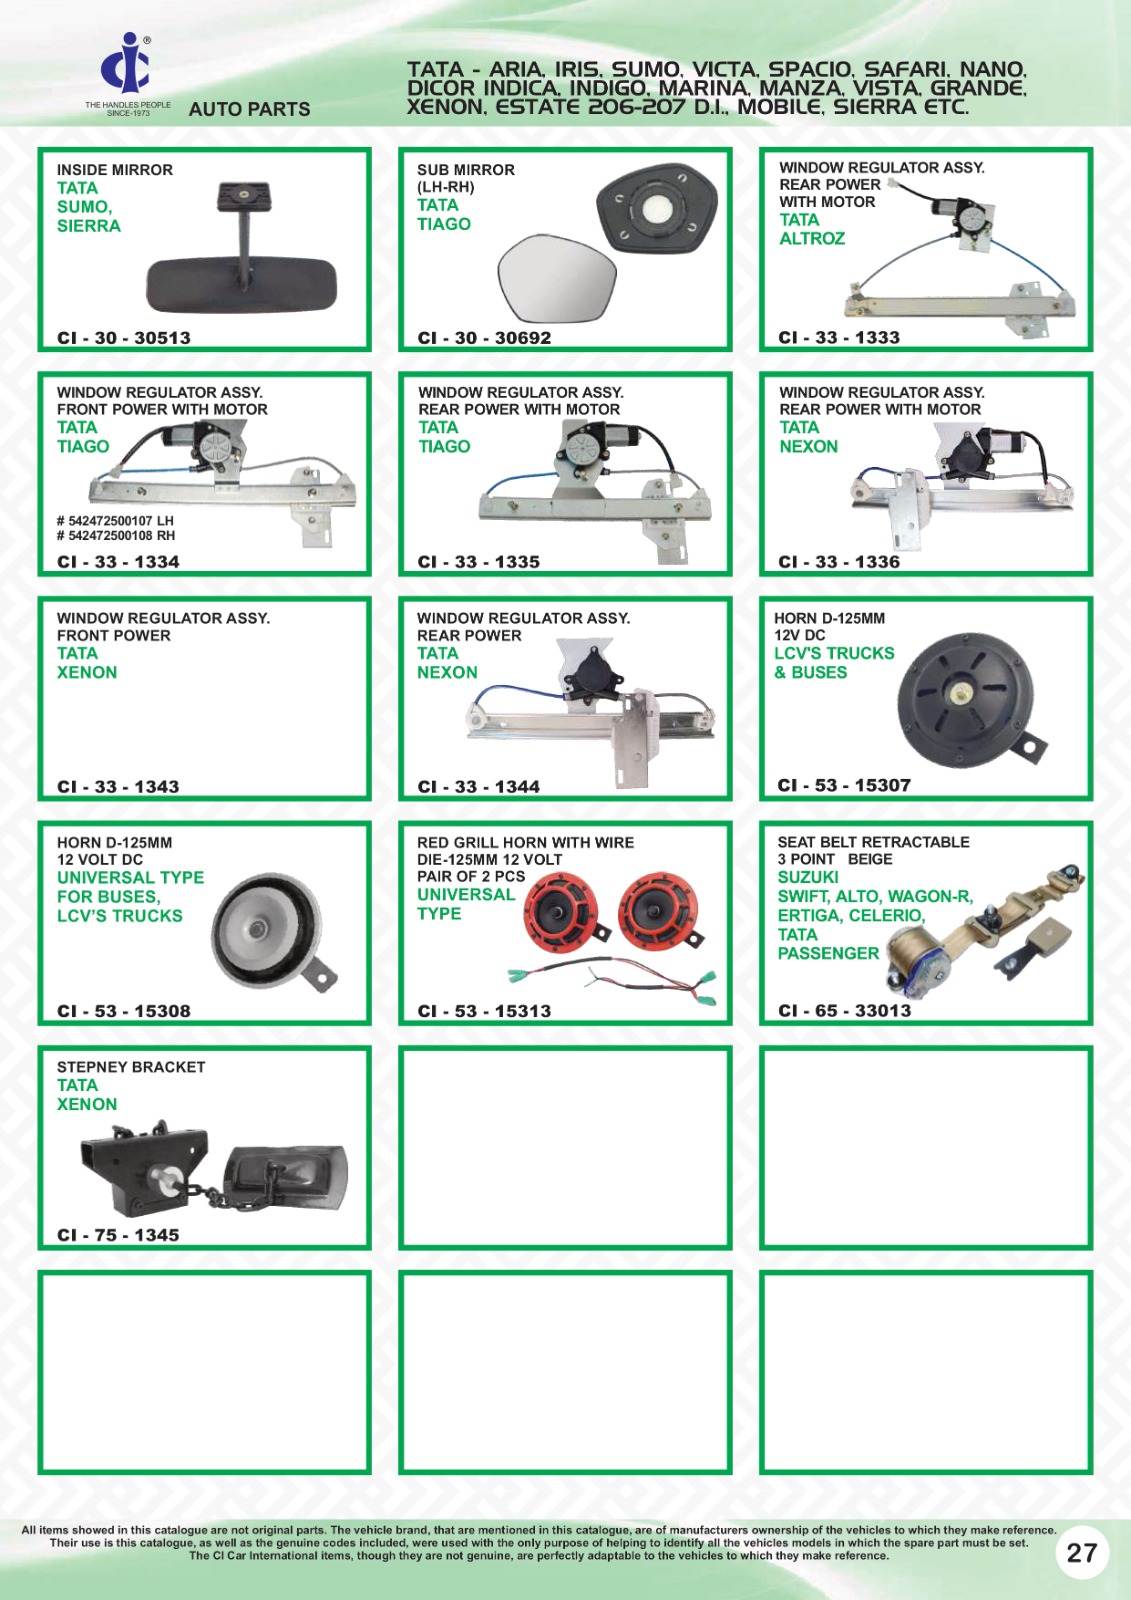 ®
THE HANDLES PEOPLE
SINCE-1973
AUTO PARTS
TATA - ARIA, IRIS, SUMO, VICTA, SPACIO, SAFARI, NANO,
DICOR INDICA, INDIGO, MARINA, MANZA, VISTA, GRANDE,
XENON, ESTATE 206-207 D.I., MOBILE, SIERRA ETC.
INSIDE MIRROR
TATA
SUMO,
SIERRA
CI - 30 - 30513
SUB MIRROR
(LH-RH)
TATA
TIAGO
CI - 30 - 30692
WINDOW REGULATOR ASSY.
REAR POWER
WITH MOTOR
TATA
ALTROZ
CI - 33 - 1333
WINDOW REGULATOR ASSY.
FRONT POWER WITH MOTOR
TATA
TIAGO
# 542472500107 LH
# 542472500108 RH
CI - 33 - 1334
WINDOW REGULATOR ASSY.
REAR POWER WITH MOTOR
TATA
TIAGO
CI - 33 - 1335
WINDOW REGULATOR ASSY.
REAR POWER WITH MOTOR
TATA
NEXON
CI - 33 - 1336
WINDOW REGULATOR ASSY.
FRONT POWER
TATA
XENON
CI - 33 - 1343
WINDOW REGULATOR ASSY.
REAR POWER
TATA
NEXON
CI - 33 - 1344
HORN D-125MM
12V DC
LCV'S TRUCKS
& BUSES
CI - 53 - 15307
HORN D-125MM
12 VOLT DC
UNIVERSAL TYPE
FOR BUSES,
LCV'S TRUCKS
CI - 53 - 15308
RED GRILL HORN WITH WIRE
DIE-125MM 12 VOLT
PAIR OF 2 PCS
UNIVERSAL
TYPE
CI - 53 - 15313
SEAT BELT RETRACTABLE
3 POINT BEIGE
SUZUKI
SWIFT, ALTO, WAGON-R,
ERTIGA, CELERIO,
TATA
PASSENGER
CI - 65 - 33013
STEPNEY BRACKET
TATA
XENON
CI - 75 - 1345
All items showed in this catalogue are not original parts. The vehicle brand, that are mentioned in this catalogue, are of manufacturers ownership of the vehicles to which they make reference.
Their use is this catalogue, as well as the genuine codes included, were used with the only purpose of helping to identify all the vehicles models in which the spare part must be set.
The CI Car International items, though they are not genuine, are perfectly adaptable to the vehicles to which they make reference.
27